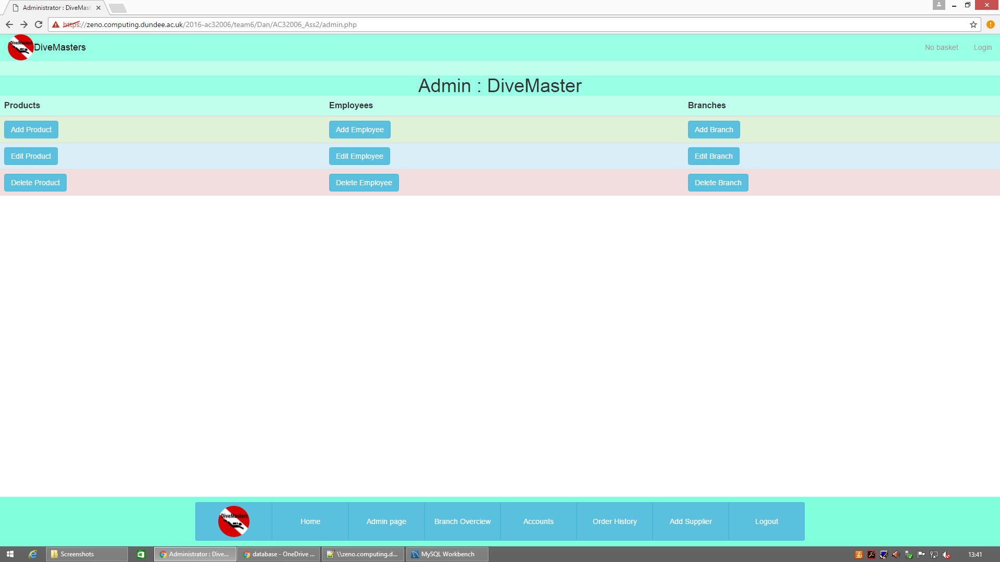 Administrator : DiveMast
https://zeno.computing.dundee.ac.uk/2016-ac32006/team6/Dan/AC32006_Ass2/admin.php
DiveMasters DiveMasters No basket Login
Admin : DiveMaster
Products Employees Branches
Add Product Add Employee Add Branch
Edit Product Edit Employee Edit Branch
Delete Product Delete Employee Delete Branch
DiveMasters Home Admin page Branch Overciew Accounts Order History Add Supplier Logout
Screenshots Administrator : Dive... database - OneDrive ... \\zeno.computing.d... MySQL Workbench 13:41